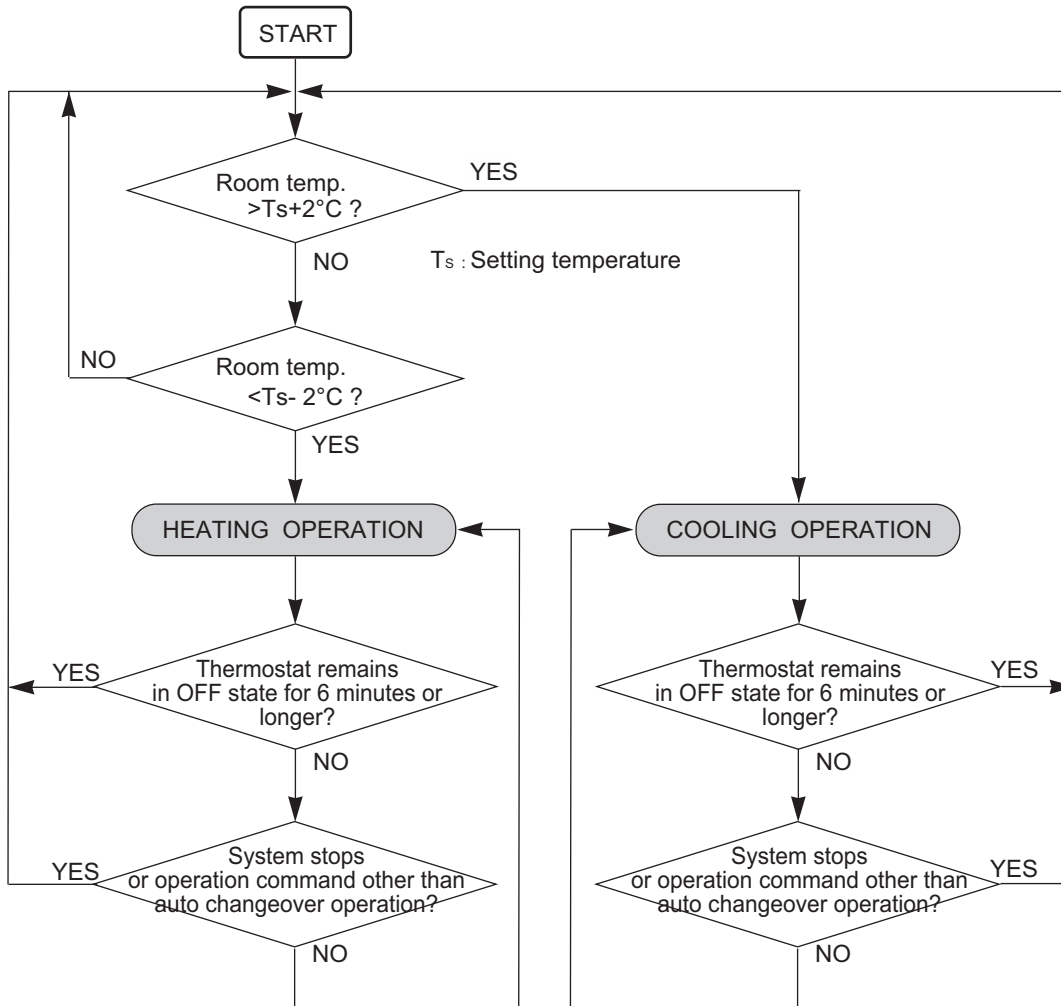 START
Room temp.
>Ts+2°C ?
YES
NO
Ts : Setting temperature
Room temp.
<Ts- 2°C ?
NO
YES
HEATING OPERATION
COOLING OPERATION
Thermostat remains
in OFF state for 6 minutes or
longer?
YES
NO
Thermostat remains
in OFF state for 6 minutes or
longer?
YES
NO
System stops
or operation command other than
auto changeover operation?
YES
NO
System stops
or operation command other than
auto changeover operation?
YES
NO